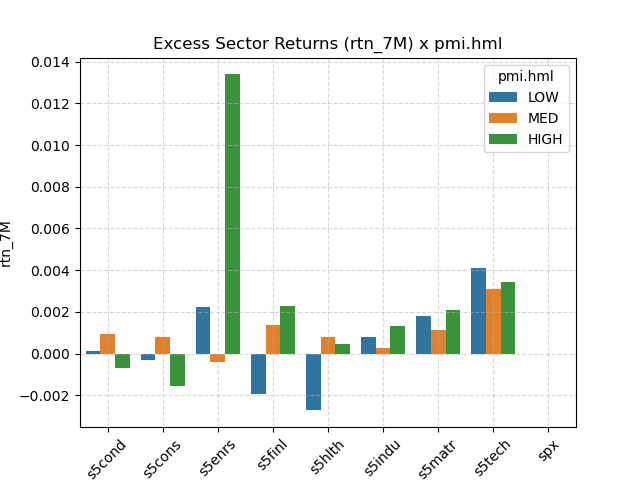 Excess Sector Returns (rtn_7M) x pmi.hml
pmi.hml
LOW
MED
HIGH
rtn_7M
0.014
0.012
0.010
0.008
0.006
0.004
0.002
0.000
−0.002
s5cond
s5cons
s5enrs
s5finl
s5hlth
s5indu
s5matr
s5tech
spx